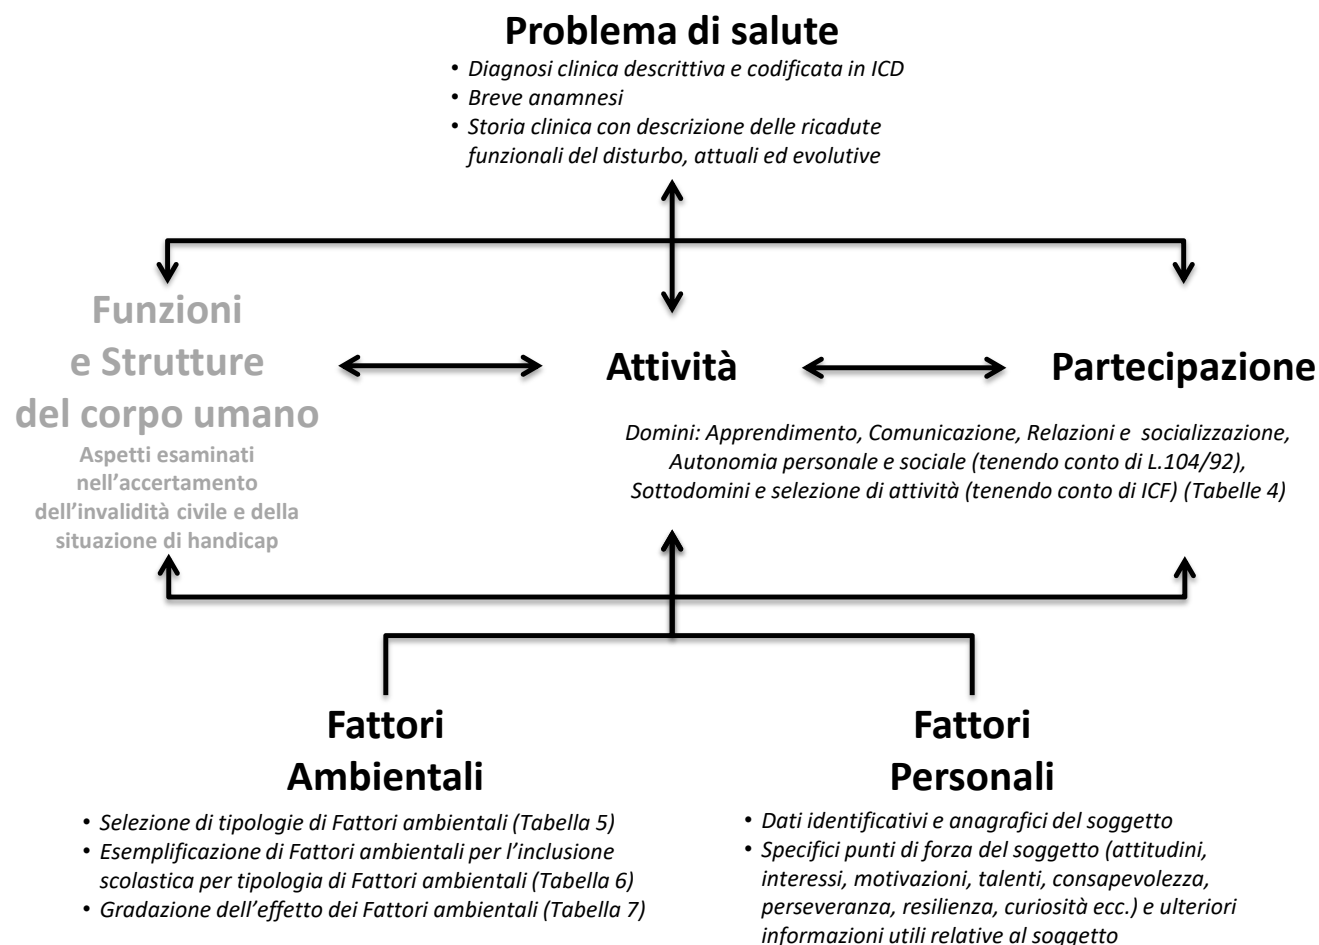 Problema di salute
• Diagnosi clinica descrittiva e codificata in ICD
• Breve anamnesi
• Storia clinica con descrizione delle ricadute
funzionali del disturbo, attuali ed evolutive
Funzioni
e Strutture
del corpo umano
Aspetti esaminati
nell’accertamento
dell’invalidità civile e della
situazione di handicap
Attività
Partecipazione
Domini: Apprendimento, Comunicazione, Relazioni e socializzazione,
Autonomia personale e sociale (tenendo conto di L.104/92),
Sottodomini e selezione di attività (tenendo conto di ICF) (Tabelle 4)
Fattori
Ambientali
• Selezione di tipologie di Fattori ambientali (Tabella 5)
• Esemplificazione di Fattori ambientali per l’inclusione
scolastica per tipologia di Fattori ambientali (Tabella 6)
• Gradazione dell’effetto dei Fattori ambientali (Tabella 7)
Fattori
Personali
• Dati identificativi e anagrafici del soggetto
• Specifici punti di forza del soggetto (attitudini,
interessi, motivazioni, talenti, consapevolezza,
perseveranza, resilienza, curiosità ecc.) e ulteriori
informazioni utili relative al soggetto